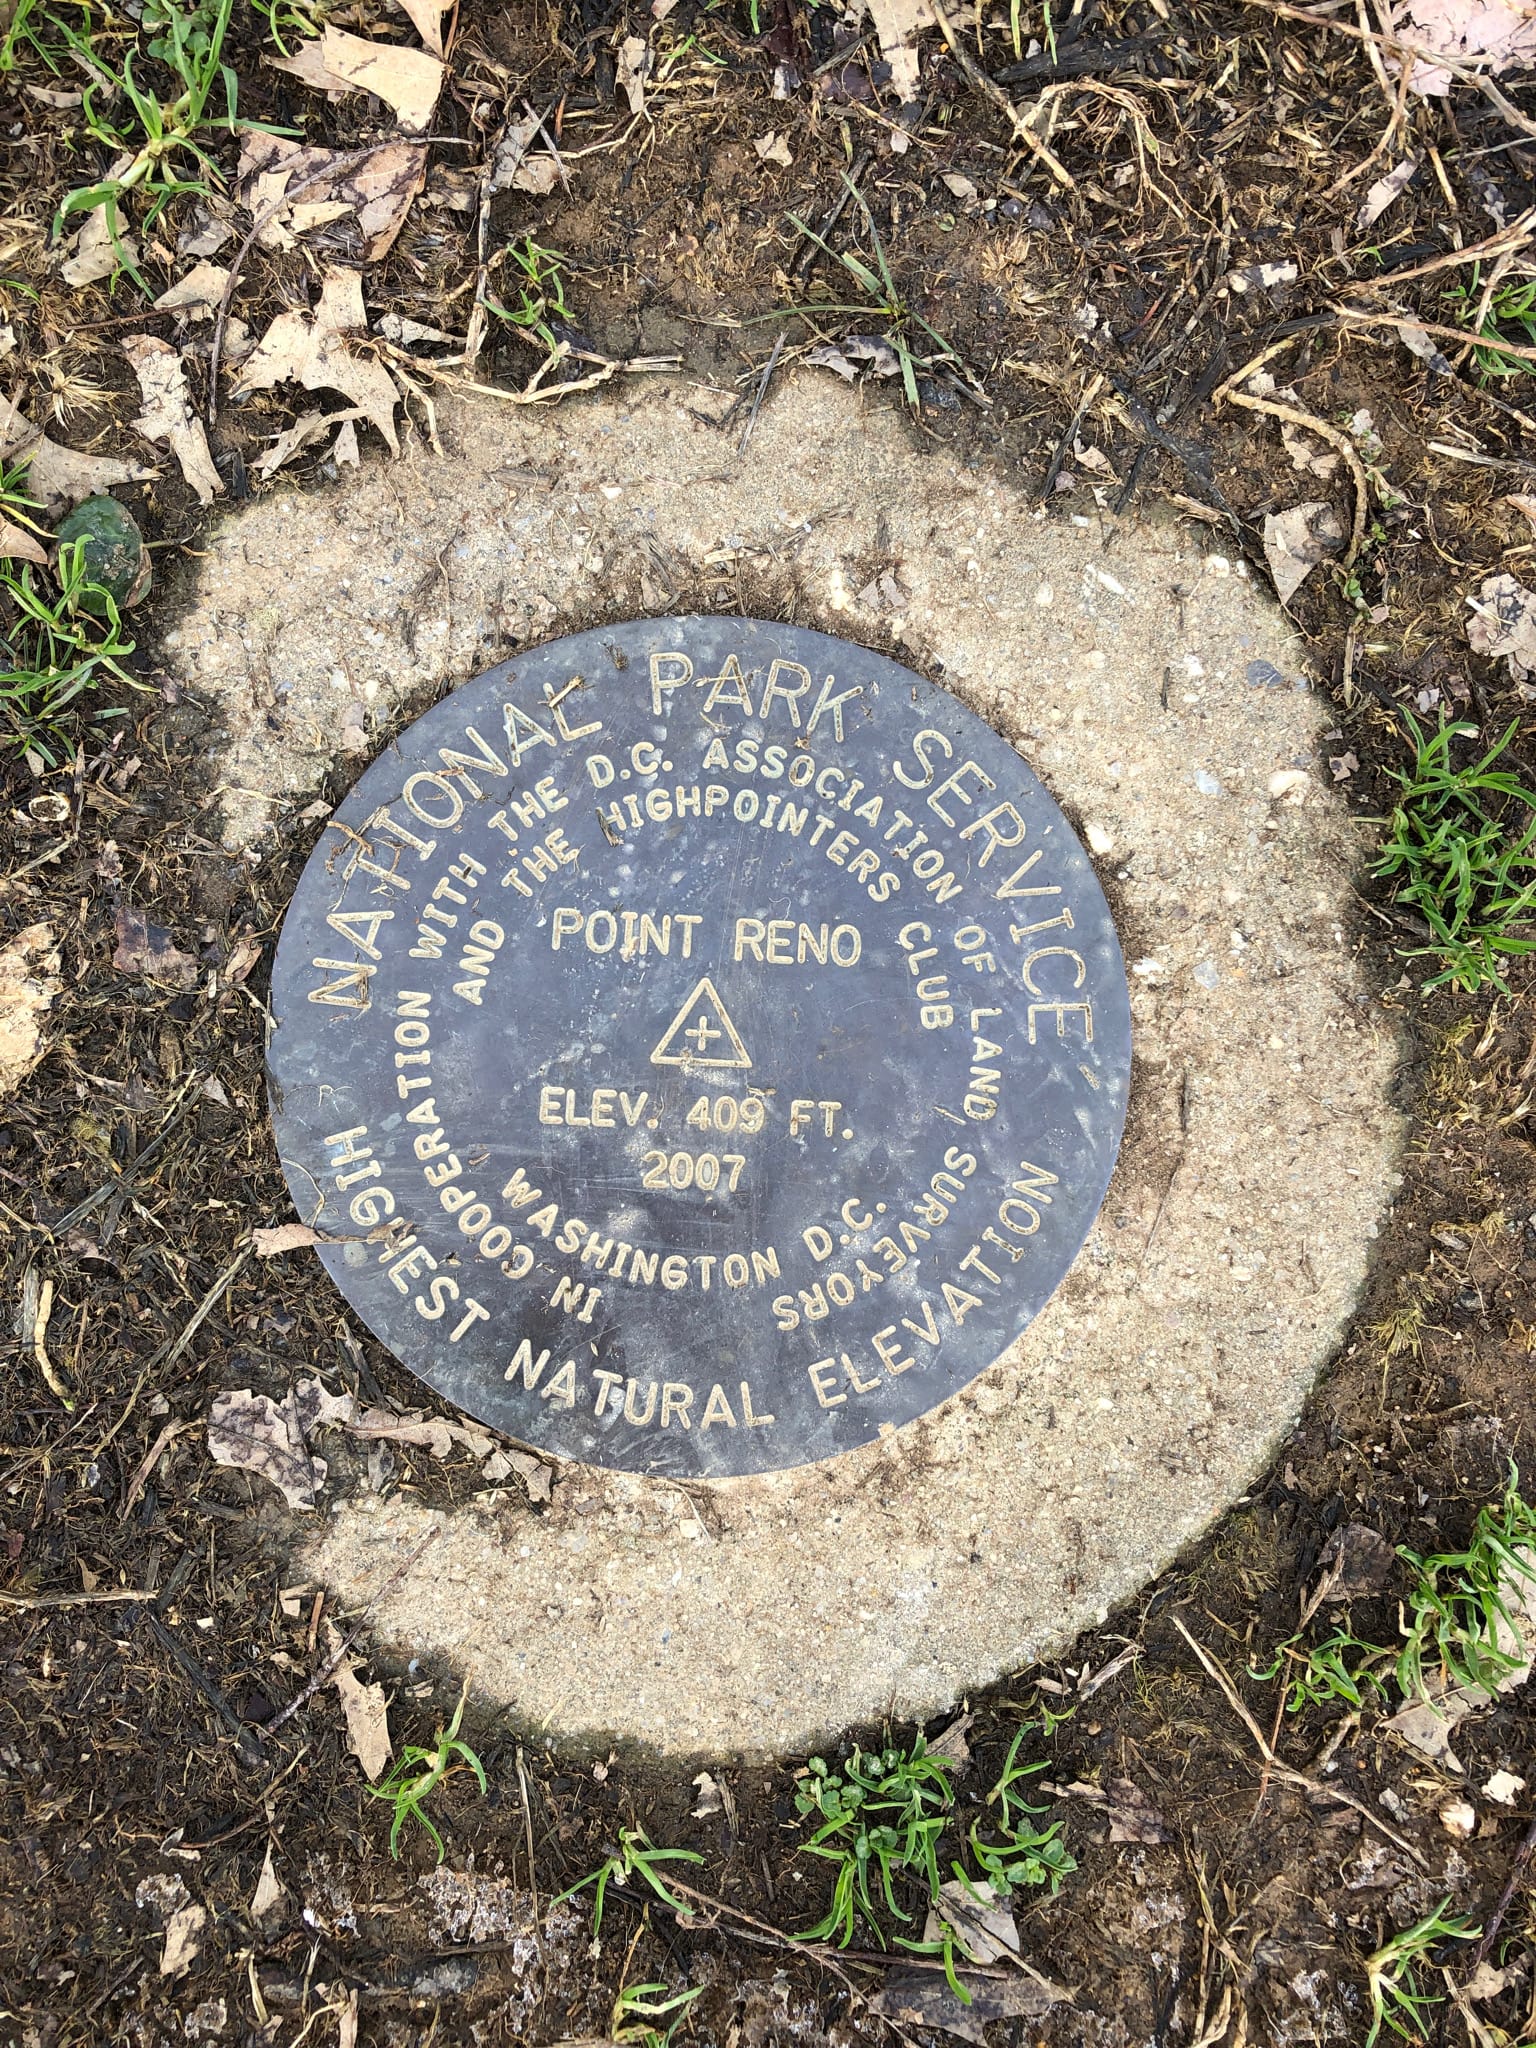 NATIONAL PARK SERVICE
IN COOPERATION WITH THE D.C. ASSOCIATION OF LAND SURVEYORS
AND THE HIGHPOINTERS CLUB
POINT RENO
ELEV. 409 FT.
2007
WASHINGTON D.C.
HIGHEST NATURAL ELEVATION